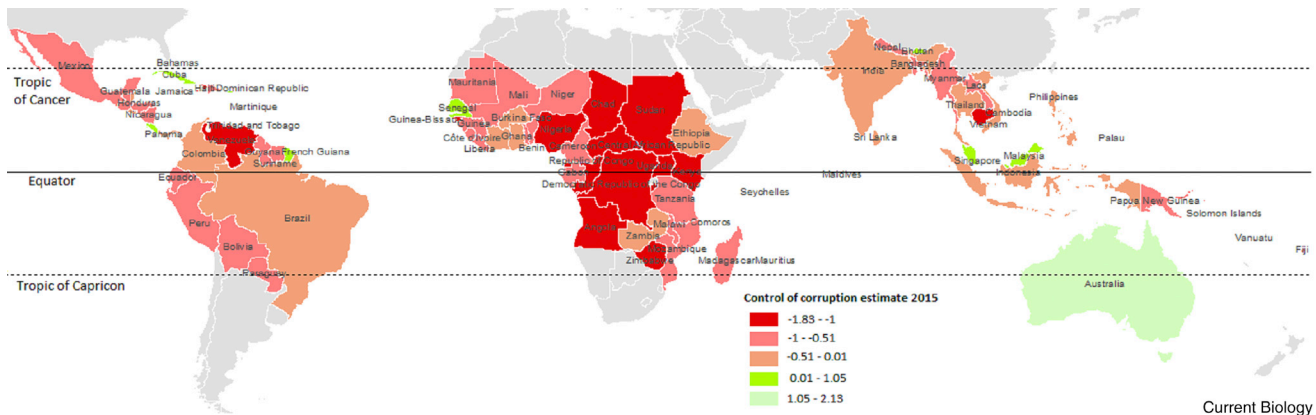 Mexico
Bahamas
Cuba
Tropic
of Cancer
Guatemala
Jamaica
Haiti
Dominican Republic
Honduras
Martinique
Nicaragua
Trinidad and Tobago
Panama
Colombia
Guyana
French Guiana
Suriname
Equator
Ecuador
Brazil
Peru
Bolivia
Paraguay
Tropic of Capricon
Mauritania
Mali
Niger
Chad
Sudan
Senegal
Guinea-Bissau
Guinea
Burkina Faso
Côte d'Ivoire
Ghana
Benin
Nigeria
Liberia
Ethiopia
Cameroon
Gabon
Tanzania
Seychelles
Angola
Zambia
Malawi
Comoros
Mozambique
Zimbabwe
Madagascar
Mauritius
Nepal
Bhutan
Bangladesh
India
Myanmar
Laos
Thailand
Cambodia
Vietnam
Philippines
Sri Lanka
Palau
Maldives
Singapore
Malaysia
Indonesia
Papua New Guinea
Solomon Islands
Vanuatu
Fiji
Australia
Control of corruption estimate 2015
-1.83 - -1
-1 - -0.51
-0.51 - 0.01
0.01 - 1.05
1.05 - 2.13
Current Biology